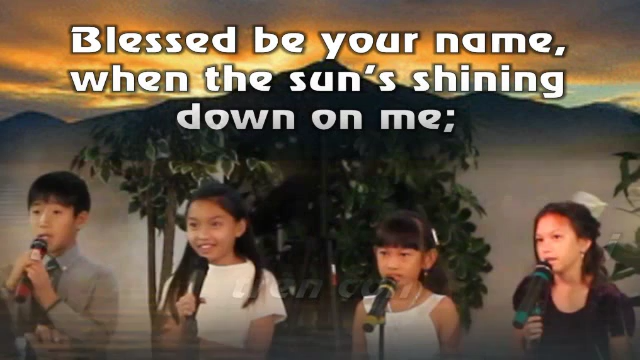 Blessed be your name,
when the sun's shining
down on me;